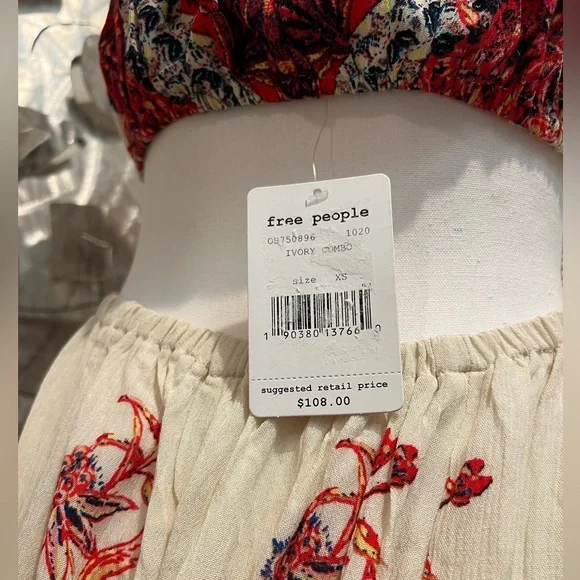 free people
OB750896 1020
IVORY COMBO
size XS
1 90380 13766 0
suggested retail price
$108.00